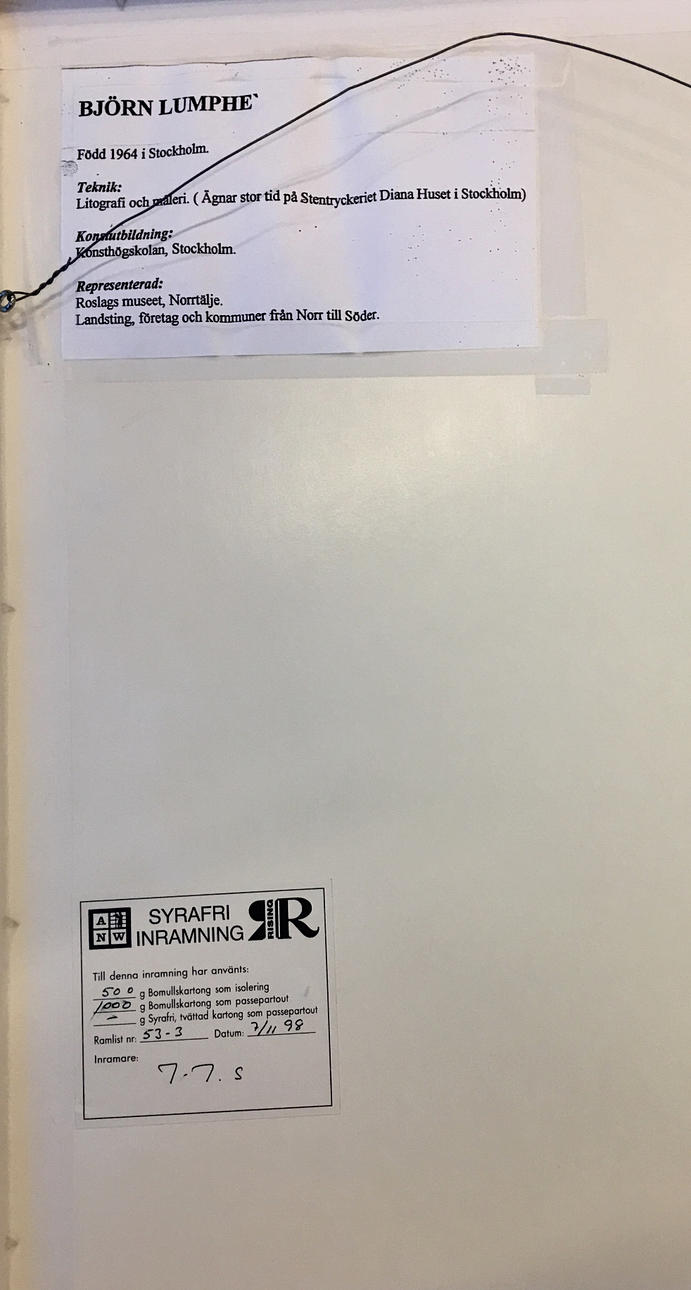 BJÖRN LUMPHE`
Född 1964 i Stockholm.
Teknik:
Litografi och måleri. ( Ägnar stor tid på Stentryckeriet Diana Huset i Stockholm)
Konstutbildning:
Konsthögskolan, Stockholm.
Representerad:
Roslags museet, Norrtälje.
Landsting, företag och kommuner från Norr till Söder.
A N
N W
SYRAFRI
INRAMNING
RISING
R
Till denna inramning har använts:
500 g Bomullskartong som isolering
1000 g Bomullskartong som passepartout
– g Syrafri, tvättad kartong som passepartout
Ramlist nr: 53-3 Datum: 7/11 98
Inramare:
7-7. s